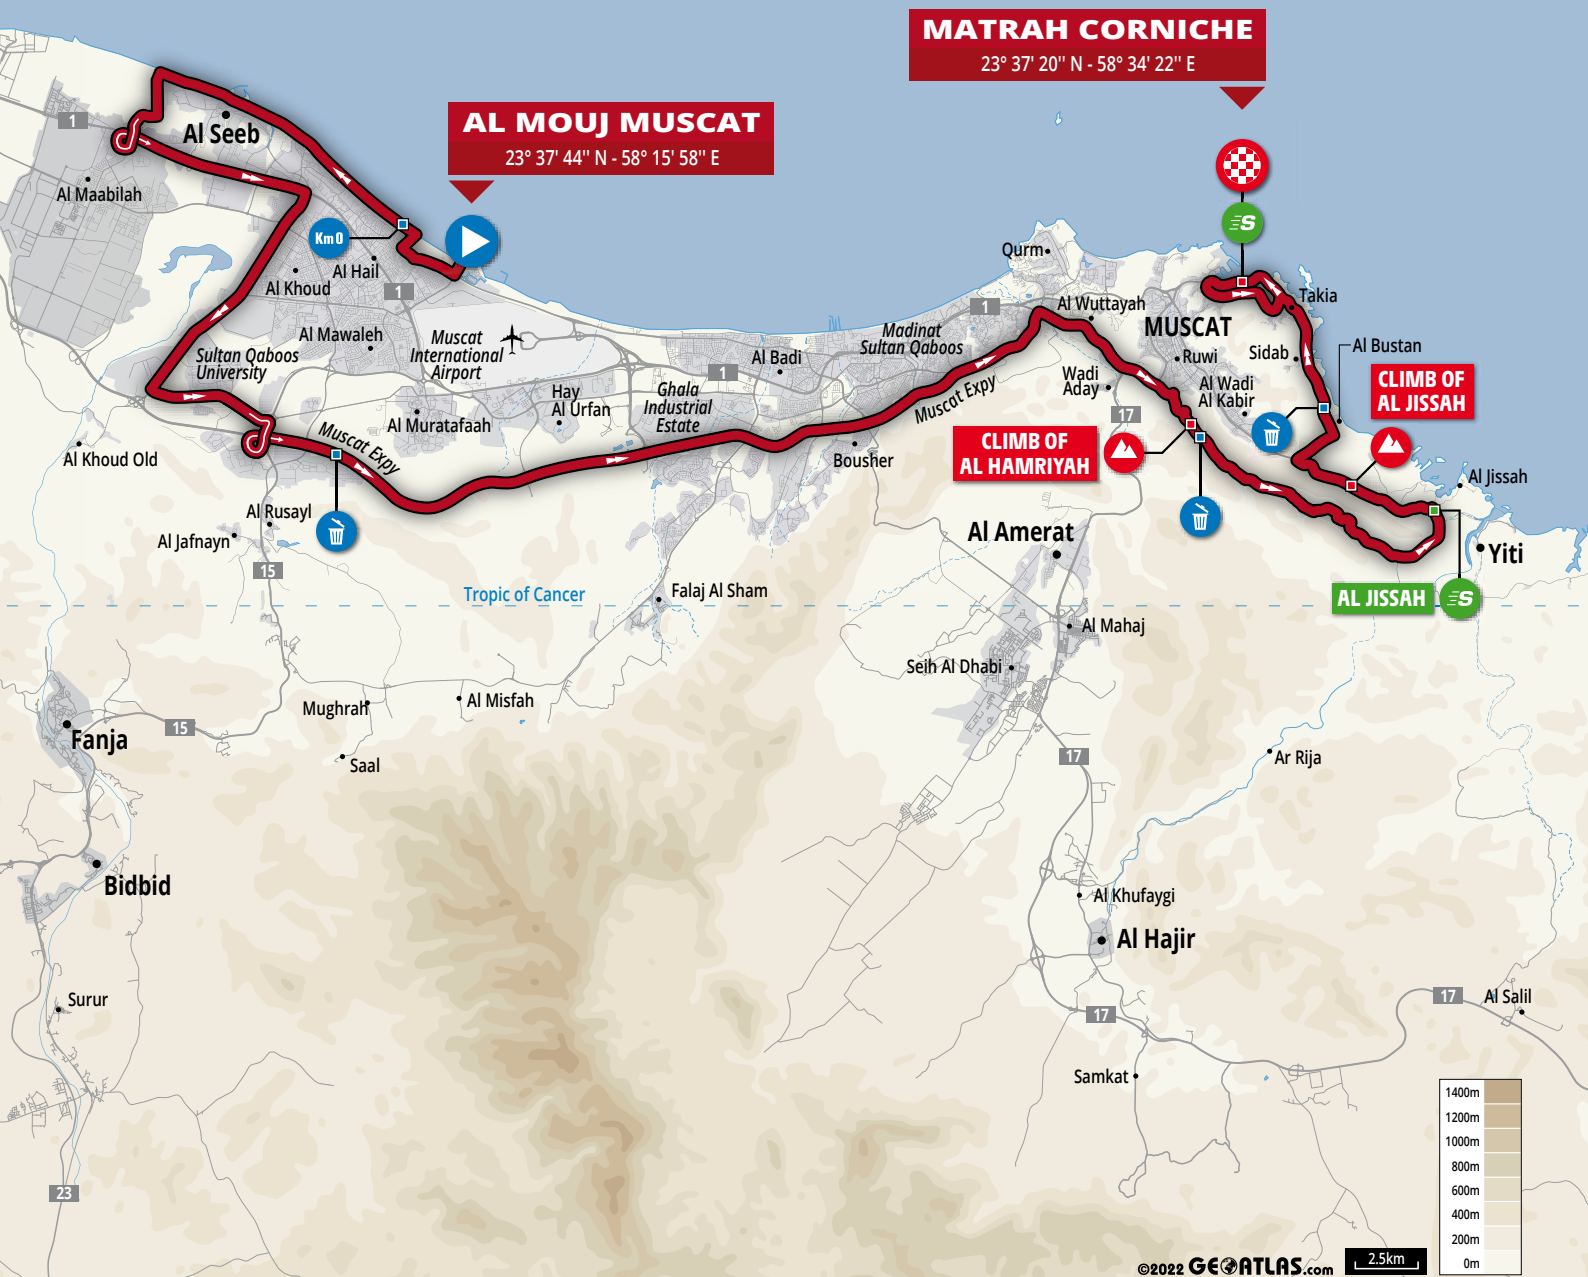 MATRAH CORNICHE
23° 37' 20'' N - 58° 34' 22'' E
AL MOUJ MUSCAT
23° 37' 44'' N - 58° 15' 58'' E
1
Al Seeb
Al Maabilah
Km 0
S
Qurm
Al Hail
Al Khoud
1
Takia
1
Al Wuttayah
MUSCAT
Al Mawaleh
Muscat
International
Airport
Madinat
Sultan Qaboos
Sultan Qaboos
University
Al Badi
Ruwi
Sidab
Al Bustan
1
Wadi
Aday
Al Wadi
Al Kabir
CLIMB OF
AL JISSAH
Hay
Al Urfan
Ghala
Industrial
Estate
Muscat Expy
17
Al Muratafaah
Muscat Expy
Al Khoud Old
Bousher
CLIMB OF
AL HAMRIYAH
Al Jissah
Al Rusayl
Al Jafnayn
15
Al Amerat
Yiti
Tropic of Cancer
Falaj Al Sham
AL JISSAH
S
Al Mahaj
Seih Al Dhabi
Mughrah
Al Misfah
15
Fanja
Saal
17
Ar Rija
Bidbid
Al Khufaygi
Al Hajir
Surur
17
17
Al Salil
Samkat
23
1400m
1200m
1000m
800m
600m
400m
200m
0m
©2022 GEOATLAS.com
2.5km